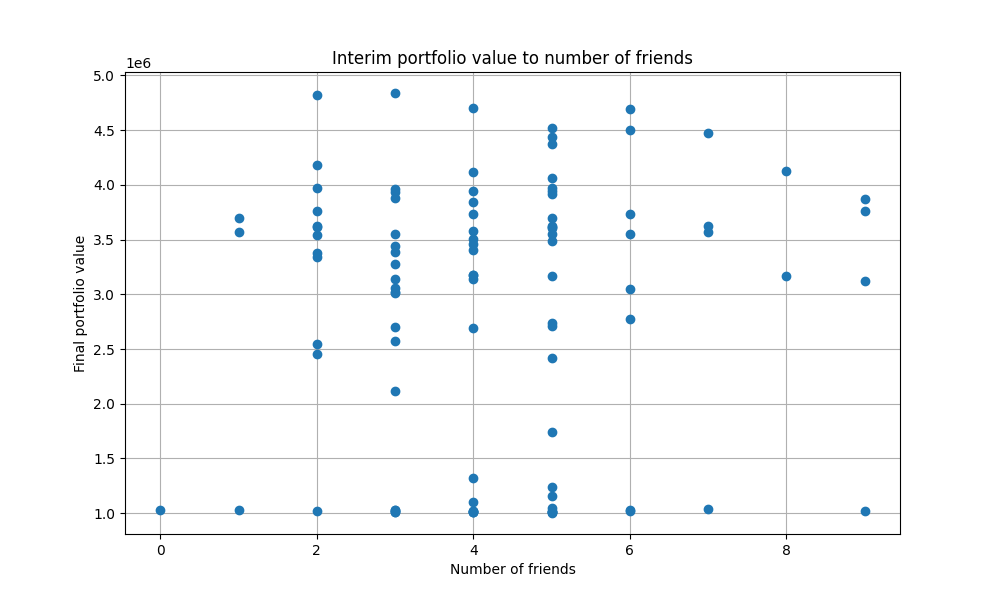 Interim portfolio value to number of friends
1e6
5.0
4.5
4.0
3.5
3.0
2.5
2.0
1.5
1.0
Final portfolio value
0 2 4 6 8
Number of friends